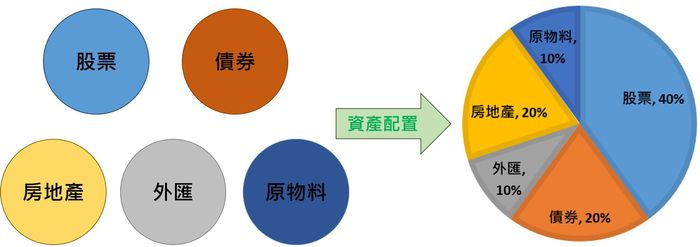 股票
債券
房地產
外匯
原物料
資產配置
原物料,
10%
股票, 40%
房地產, 20%
外匯,
10%
債券, 20%